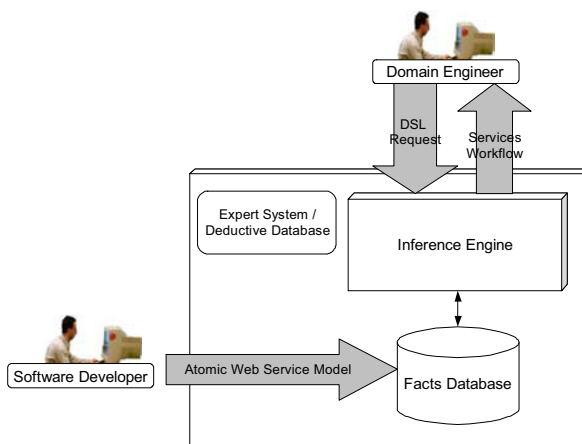 Domain Engineer
DSL
Request
Services
Workflow
Expert System /
Deductive Database
Inference Engine
Software Developer
Atomic Web Service Model
Facts Database